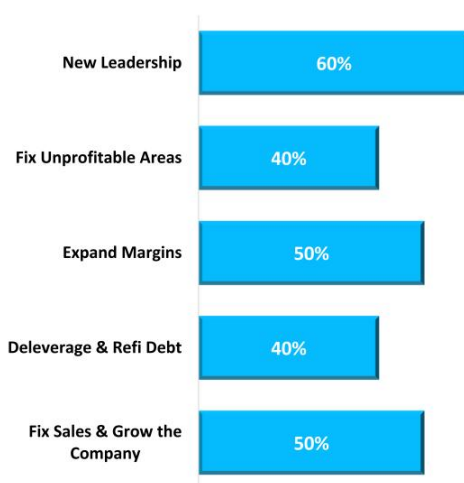 New Leadership
60%
Fix Unprofitable Areas
40%
Expand Margins
50%
Deleverage & Refi Debt
40%
Fix Sales & Grow the
Company
50%